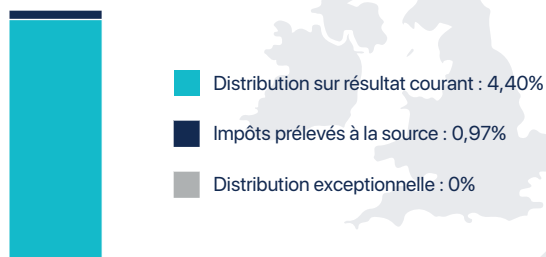 Distribution sur résultat courant : 4,40%
Impôts prélevés à la source : 0,97%
Distribution exceptionnelle : 0%